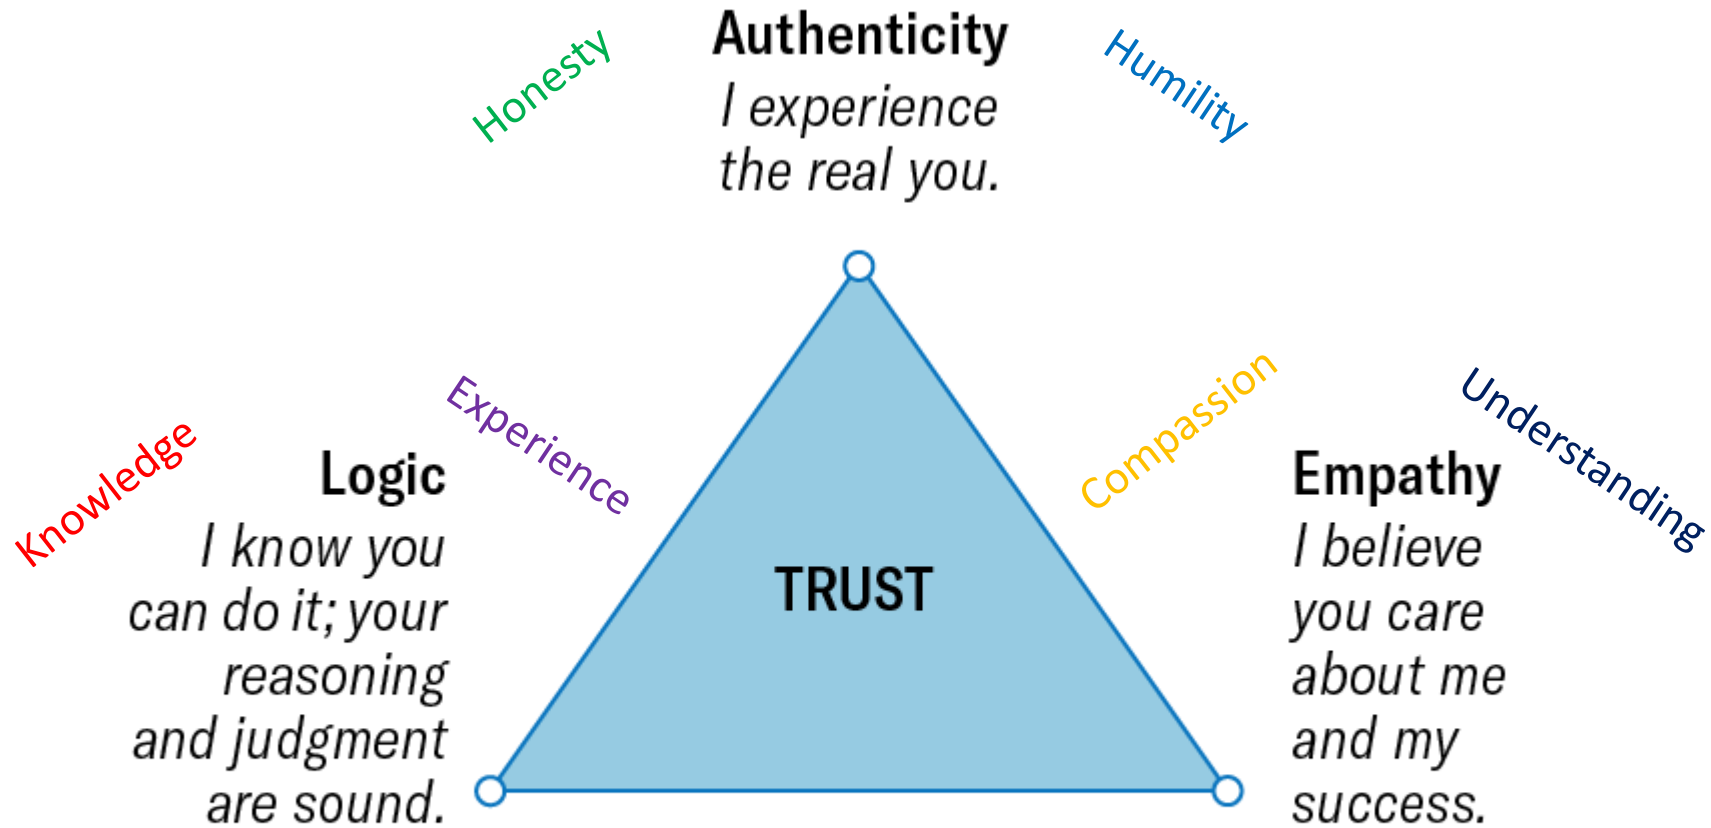 Authenticity
I experience
the real you.
Honesty
Humility
Knowledge
Experience
Logic
I know you
can do it; your
reasoning
and judgment
are sound.
TRUST
Compassion
Understanding
Empathy
I believe
you care
about me
and my
success.